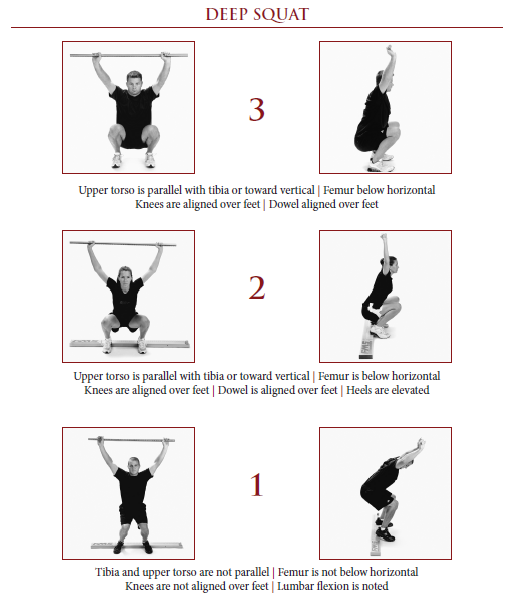 DEEP SQUAT
3
Upper torso is parallel with tibia or toward vertical | Femur below horizontal
Knees are aligned over feet | Dowel aligned over feet
2
Upper torso is parallel with tibia or toward vertical | Femur is below horizontal
Knees are aligned over feet | Dowel is aligned over feet | Heels are elevated
1
Tibia and upper torso are not parallel | Femur is not below horizontal
Knees are not aligned over feet | Lumbar flexion is noted